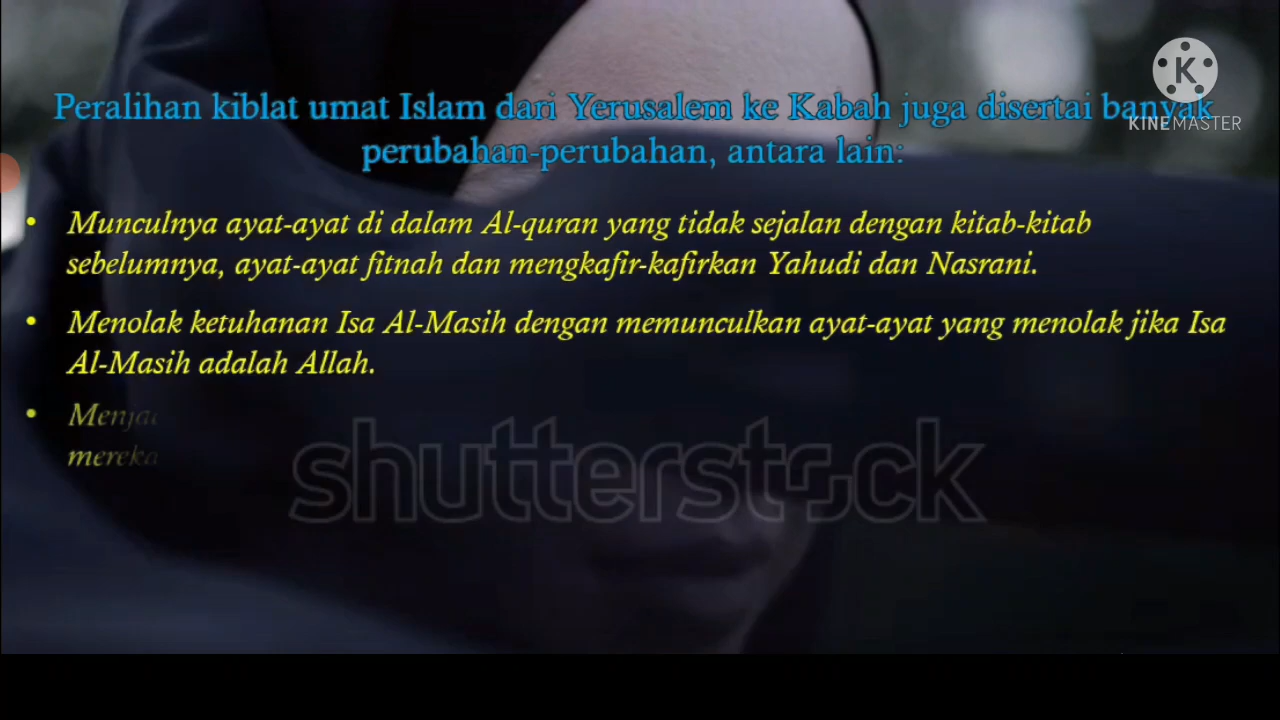 Peralihan kiblat umat Islam dari Yerusalem ke Kabah juga disertai banyak
perubahan-perubahan, antara lain:
• Munculnya ayat-ayat di dalam Al-quran yang tidak sejalan dengan kitab-kitab
sebelumnya, ayat-ayat fitnah dan mengkafir-kafirkan Yahudi dan Nasrani.
• Menolak ketuhanan Isa Al-Masih dengan memunculkan ayat-ayat yang menolak jika Isa
Al-Masih adalah Allah.
•
mereka
K
KINEMASTER
shutterstock